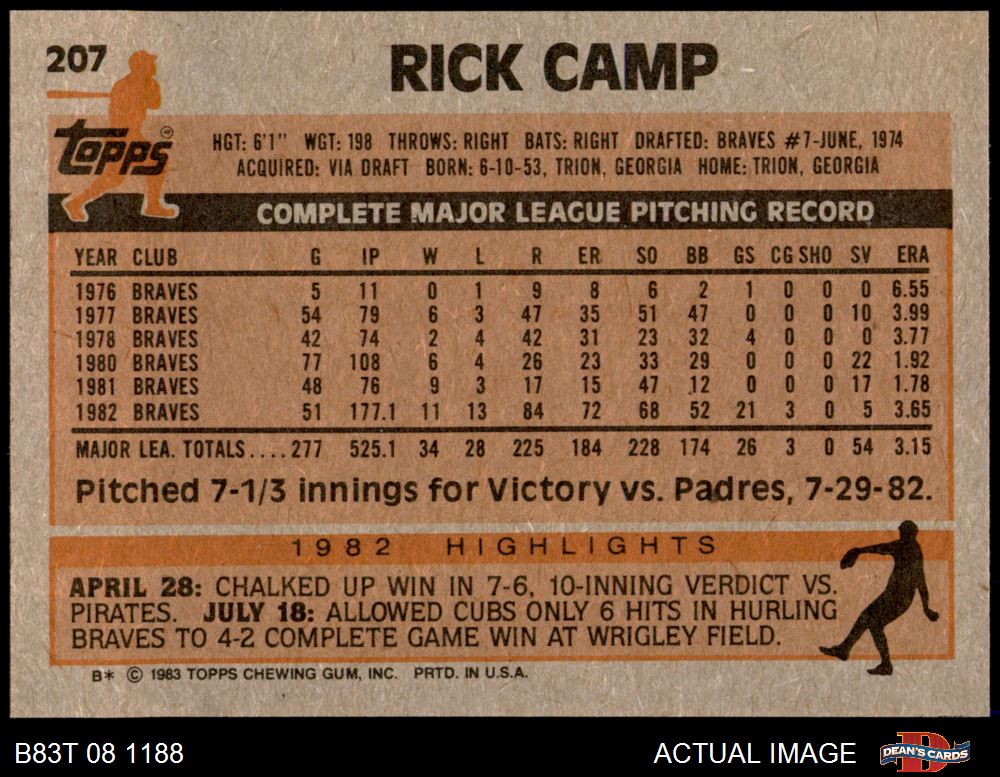 207
RICK CAMP
Topps
HGT: 6'1" WGT: 198 THROWS: RIGHT BATS: RIGHT DRAFTED: BRAVES #7-JUNE, 1974
ACQUIRED: VIA DRAFT BORN: 6-10-53, TRION, GEORGIA HOME: TRION, GEORGIA
COMPLETE MAJOR LEAGUE PITCHING RECORD
YEAR CLUB G IP W L R ER SO BB GS CG SHO SV ERA
1976 BRAVES 5 11 0 1 9 8 6 2 1 0 0 0 6.55
1977 BRAVES 54 79 6 3 47 35 51 47 0 0 0 10 3.99
1978 BRAVES 42 74 2 4 42 31 23 32 4 0 0 0 3.77
1980 BRAVES 77 108 6 4 26 23 33 29 0 0 0 22 1.92
1981 BRAVES 48 76 9 3 17 15 47 12 0 0 0 17 1.78
1982 BRAVES 51 177.1 11 13 84 72 68 52 21 3 0 5 3.65
MAJOR LEA. TOTALS....277 525.1 34 28 225 184 228 174 26 3 0 54 3.15
Pitched 7-1/3 innings for Victory vs. Padres, 7-29-82.
1982 HIGHLIGHTS
APRIL 28: CHALKED UP WIN IN 7-6, 10-INNING VERDICT VS.
PIRATES. JULY 18: ALLOWED CUBS ONLY 6 HITS IN HURLING
BRAVES TO 4-2 COMPLETE GAME WIN AT WRIGLEY FIELD.
B* © 1983 TOPPS CHEWING GUM, INC. PRTD. IN U.S.A.
B83T 08 1188
ACTUAL IMAGE
DEAN'S CARDS